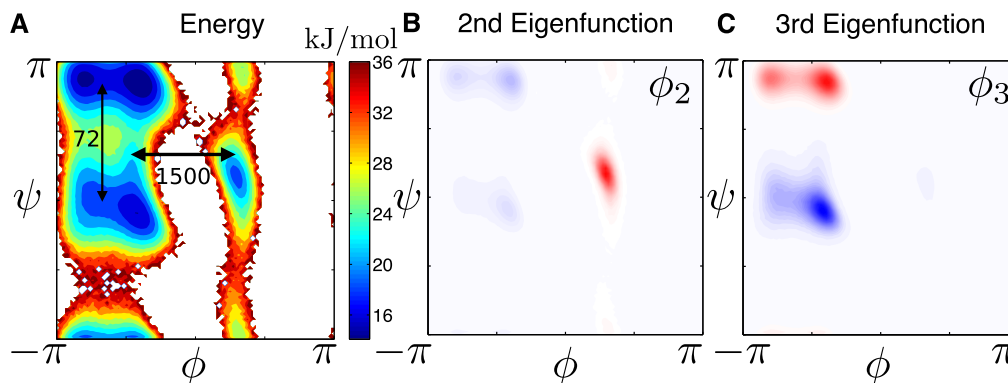 A Energy
kJ/mol
π
ψ
−π
ϕ
π
72
1500
36
32
28
24
20
16
B 2nd Eigenfunction
π
ϕ2
ψ
−π
ϕ
π
C 3rd Eigenfunction
π
ϕ3
ψ
−π
ϕ
π